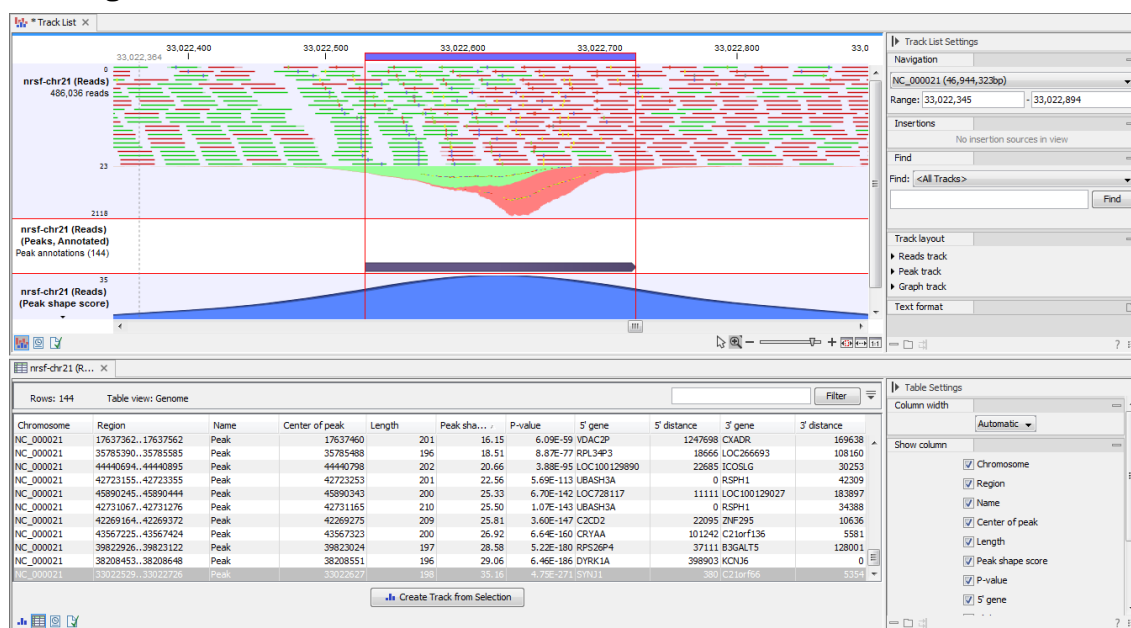 * Track List ×
33,022,364
33,022,400 33,022,500 33,022,600 33,022,700 33,022,800 33,0
0
nrsf-chr21 (Reads)
486,036 reads
23
2118
nrsf-chr21 (Reads)
(Peaks, Annotated)
Peak annotations (144)
35
nrsf-chr21 (Reads)
(Peak shape score)
Track List Settings
Navigation
NC_000021 (46,944,323bp)
Range: 33,022,345 - 33,022,894
Insertions
No insertion sources in view
Find
Find: <All Tracks>
Find
Track layout
Reads track
Peak track
Graph track
Text format
1:1
?
nrsf-chr21 (R... ×
Rows: 144 Table view: Genome Filter
Chromosome Region Name Center of peak Length Peak sha... P-value 5' gene 5' distance 3' gene 3' distance
NC_000021 17637362..17637562 Peak 17637460 201 16.15 6.09E-59 VDAC2P 1247698 CXADR 169638
NC_000021 35785390..35785585 Peak 35785488 196 18.51 8.87E-77 RPL34P3 18666 LOC266693 108160
NC_000021 44440694..44440895 Peak 44440798 202 20.66 3.88E-95 LOC100129890 22685 ICOSLG 30253
NC_000021 42723155..42723355 Peak 42723253 201 22.56 5.69E-113 UBASH3A 0 RSPH1 42309
NC_000021 45890245..45890444 Peak 45890343 200 25.33 6.70E-142 LOC728117 11111 LOC100129027 183897
NC_000021 42731067..42731276 Peak 42731165 210 25.50 1.07E-143 UBASH3A 0 RSPH1 34388
NC_000021 42269164..42269372 Peak 42269275 209 25.81 3.60E-147 C2CD2 22095 ZNF295 10636
NC_000021 43567225..43567424 Peak 43567323 200 26.92 6.64E-160 CRYAA 101242 C21orf136 5581
NC_000021 39822926..39823122 Peak 39823024 197 28.58 5.22E-180 RPS26P4 37111 B3GALT5 128001
NC_000021 38208453..38208648 Peak 38208551 196 29.06 6.46E-186 DYRK1A 398903 KCNJ6 0
NC_000021 33022529..33022726 Peak 33022627 198 35.16 4.75E-271 SYNJ1 380 C21orf66 5354
Create Track from Selection
Table Settings
Column width
Automatic
Show column
Chromosome
Region
Name
Center of peak
Length
Peak shape score
P-value
5' gene
?